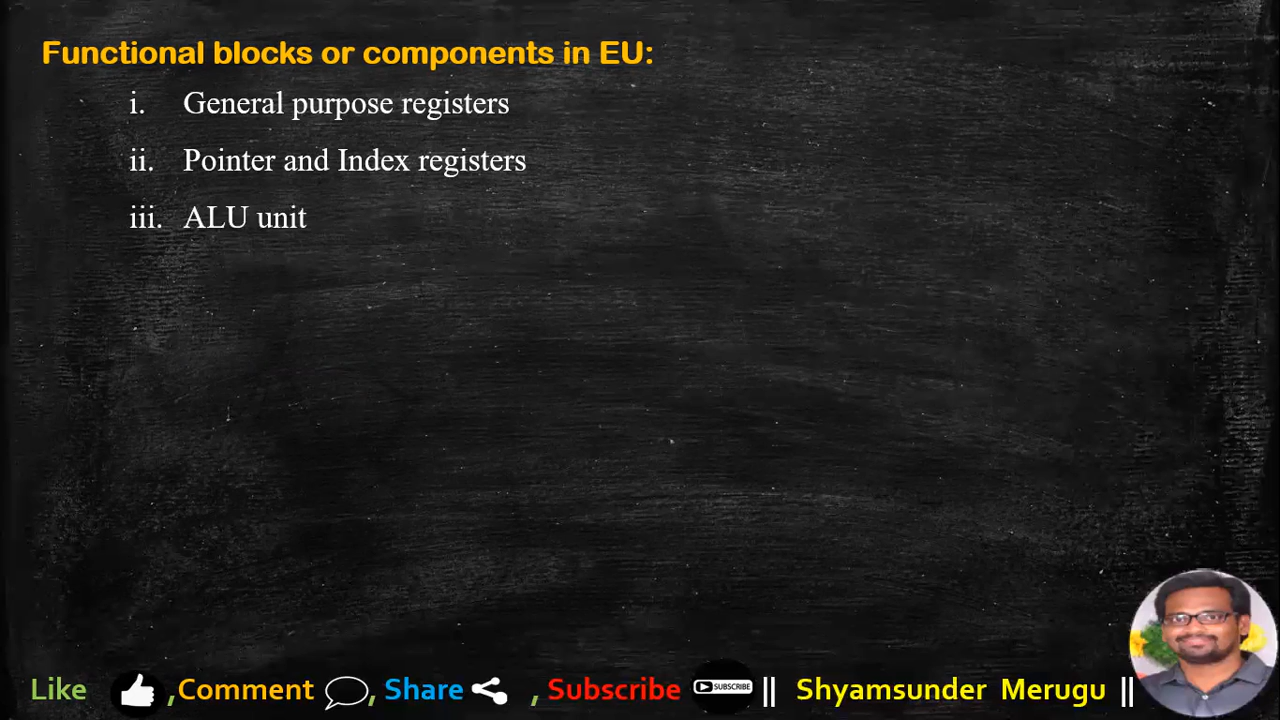 Functional blocks or components in EU:
i. General purpose registers
ii. Pointer and Index registers
iii. ALU unit
Like , Comment , Share , Subscribe SUBSCRIBE || Shyamsunder Merugu ||